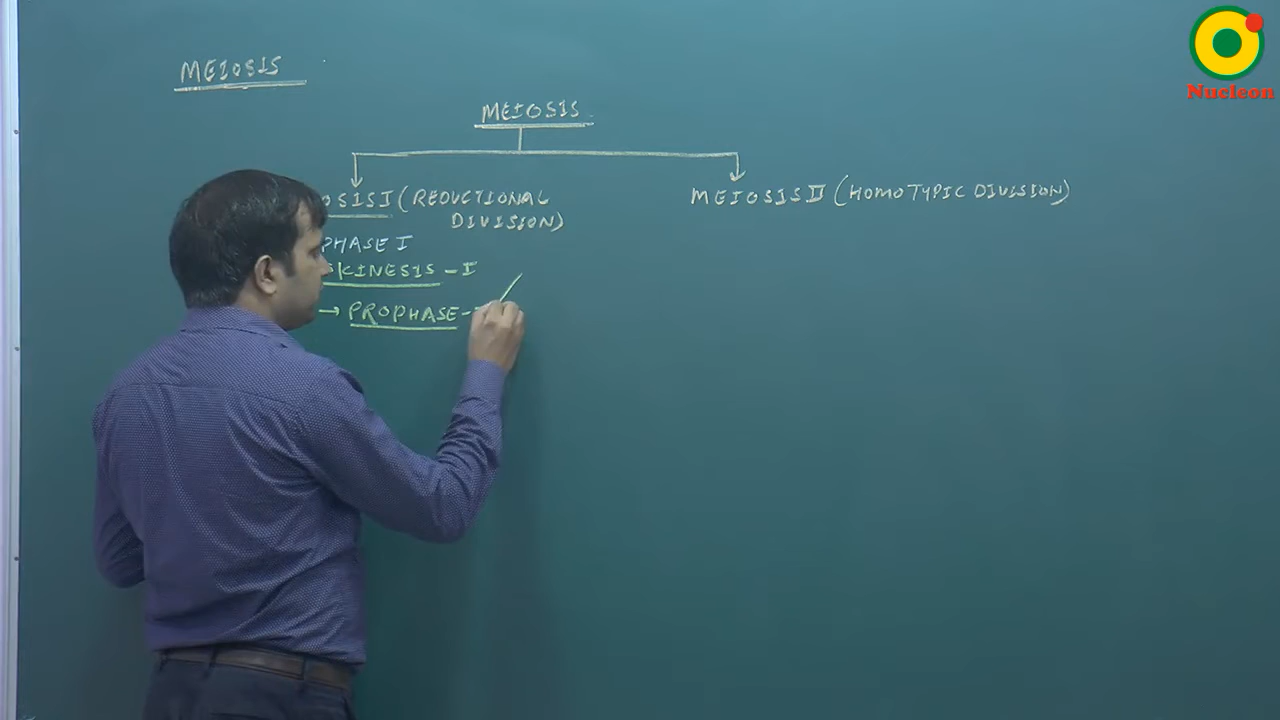 MEIOSIS
MEIOSIS
OSIS I (REDUCTIONAL
DIVISION)
MEIOSIS II (HOMOTYPIC DIVISION)
PHASE I
KINESIS - I
→ PROPHASE -
Nucleon